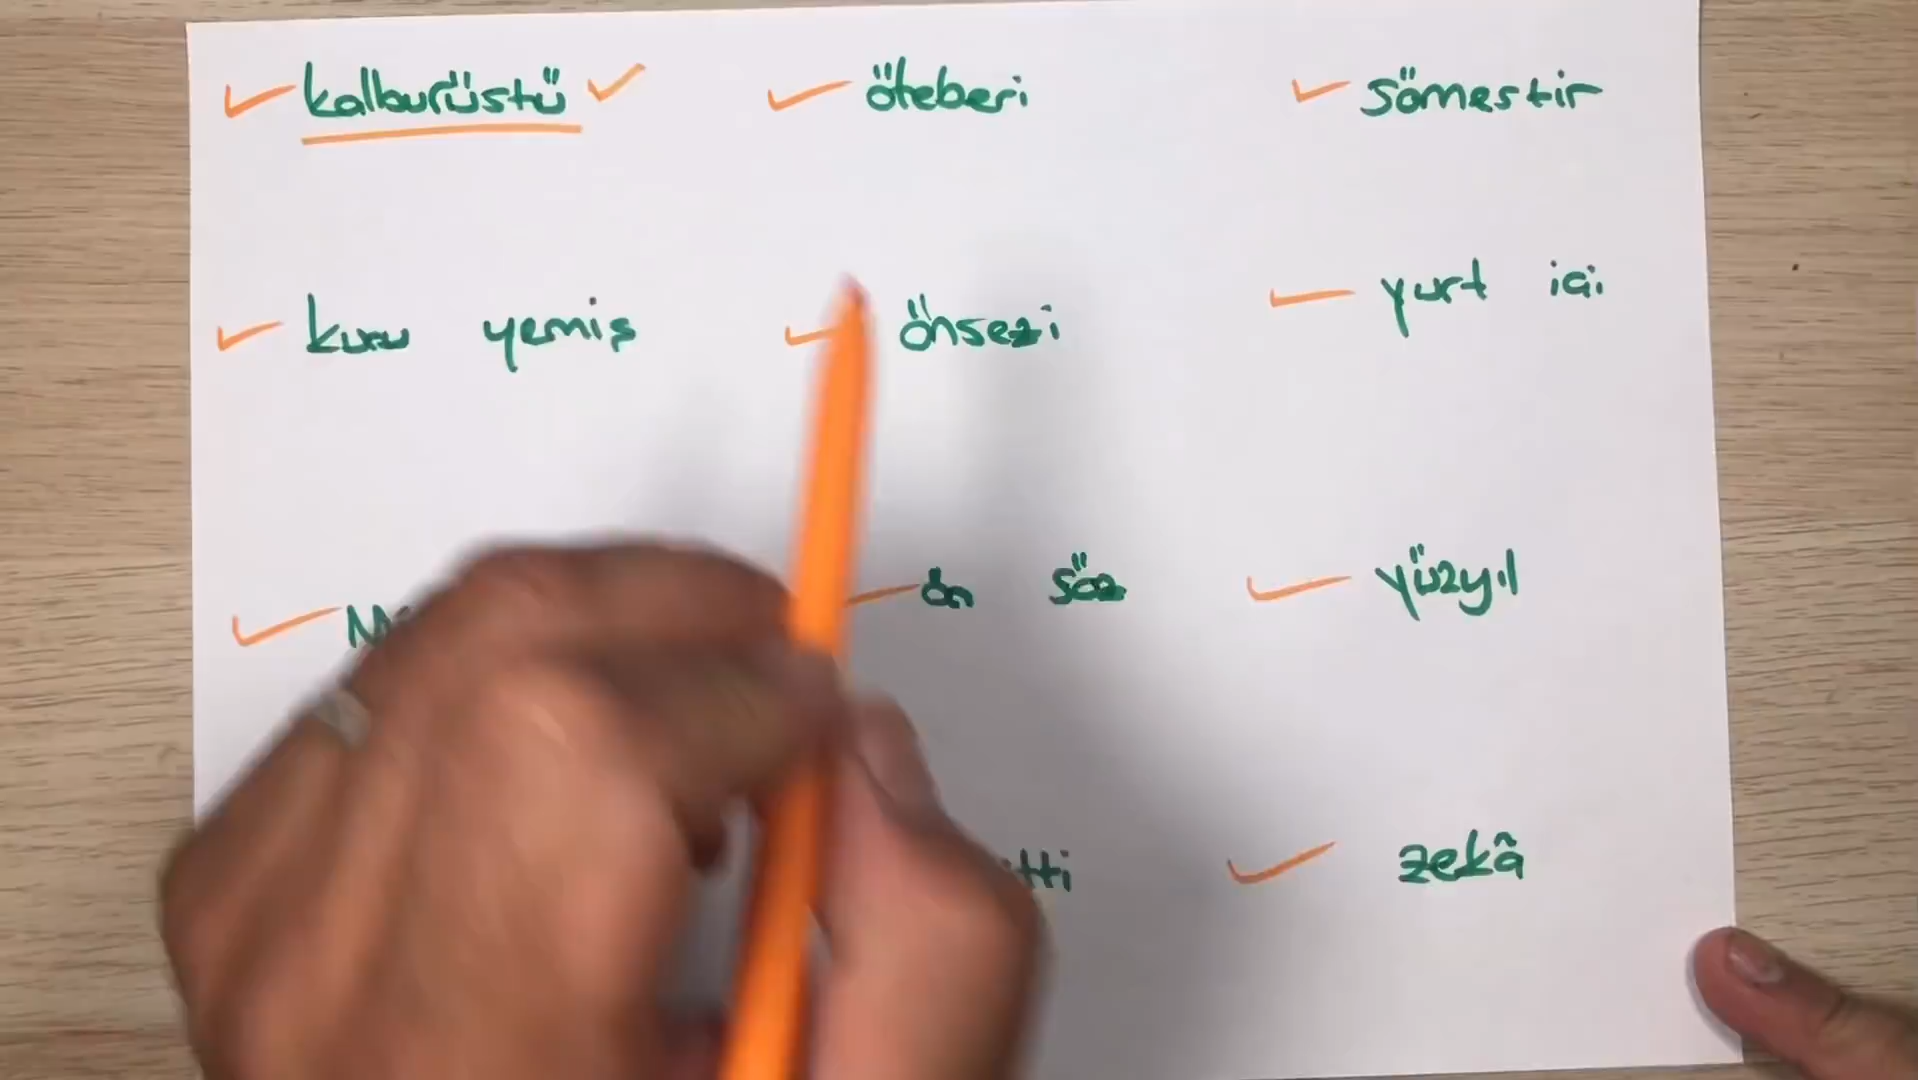 kalburüstü öteberi sömestir
kuru yemiş önsezi yurt içi
ön söz yüzyıl
zekâ